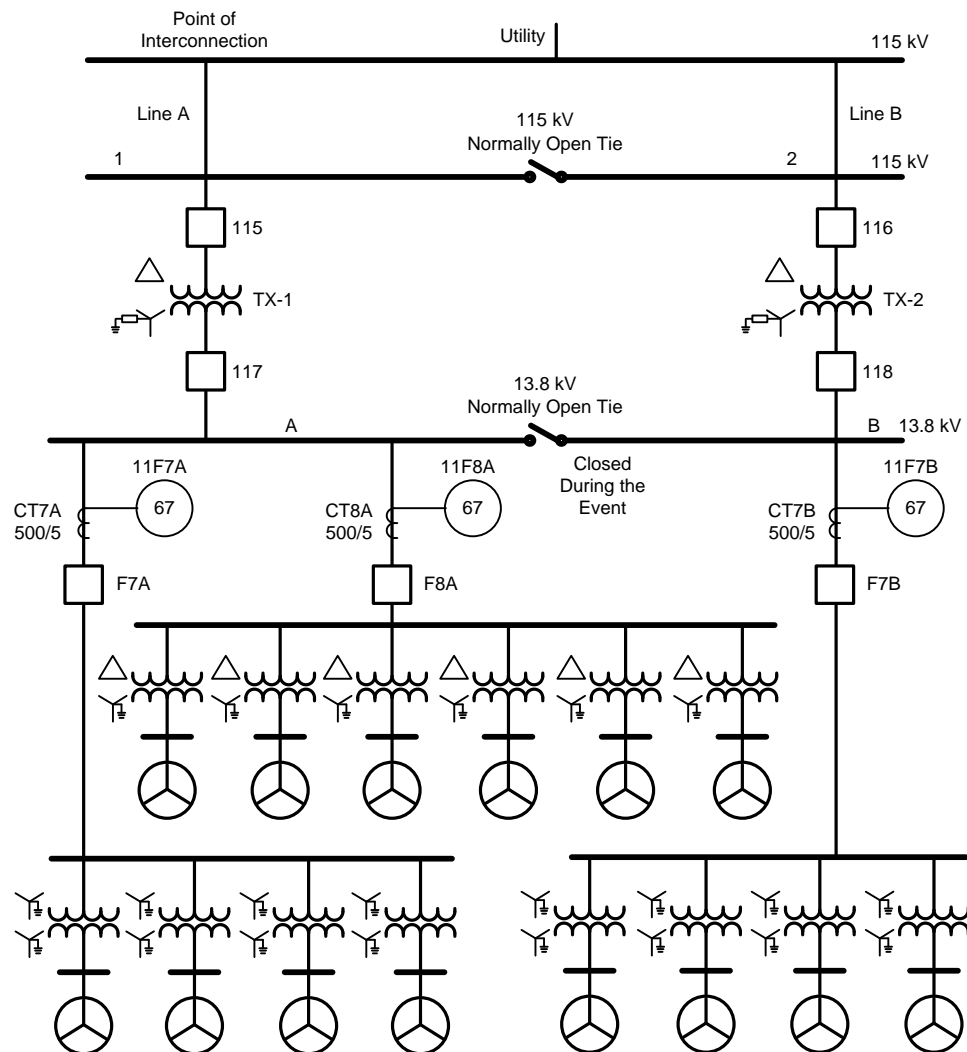 Point of
Interconnection
Utility
115 kV
Line A
115 kV
Normally Open Tie
Line B
1
2
115 kV
115
116
TX-1
TX-2
117
118
13.8 kV
Normally Open Tie
A
B
13.8 kV
Closed
During the
Event
11F7A
11F8A
11F7B
CT7A
500/5
67
CT8A
500/5
67
CT7B
500/5
67
F7A
F8A
F7B